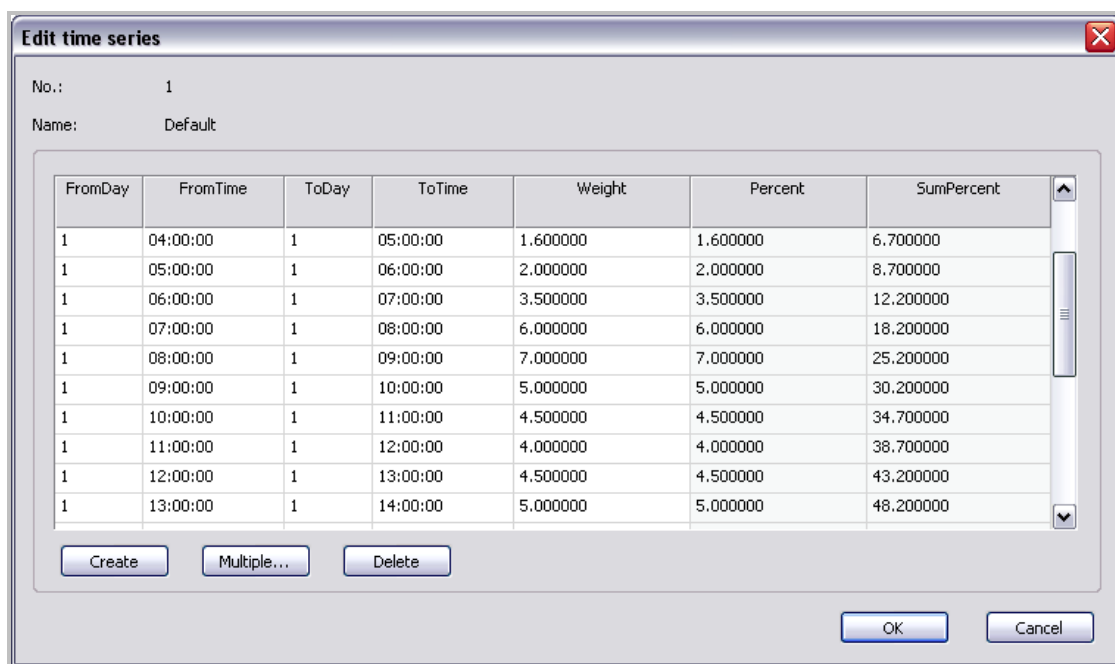 Edit time series
No.: 1
Name: Default
FromDay FromTime ToDay ToTime Weight Percent SumPercent
1 04:00:00 1 05:00:00 1.600000 1.600000 6.700000
1 05:00:00 1 06:00:00 2.000000 2.000000 8.700000
1 06:00:00 1 07:00:00 3.500000 3.500000 12.200000
1 07:00:00 1 08:00:00 6.000000 6.000000 18.200000
1 08:00:00 1 09:00:00 7.000000 7.000000 25.200000
1 09:00:00 1 10:00:00 5.000000 5.000000 30.200000
1 10:00:00 1 11:00:00 4.500000 4.500000 34.700000
1 11:00:00 1 12:00:00 4.000000 4.000000 38.700000
1 12:00:00 1 13:00:00 4.500000 4.500000 43.200000
1 13:00:00 1 14:00:00 5.000000 5.000000 48.200000
Create Multiple... Delete
OK Cancel